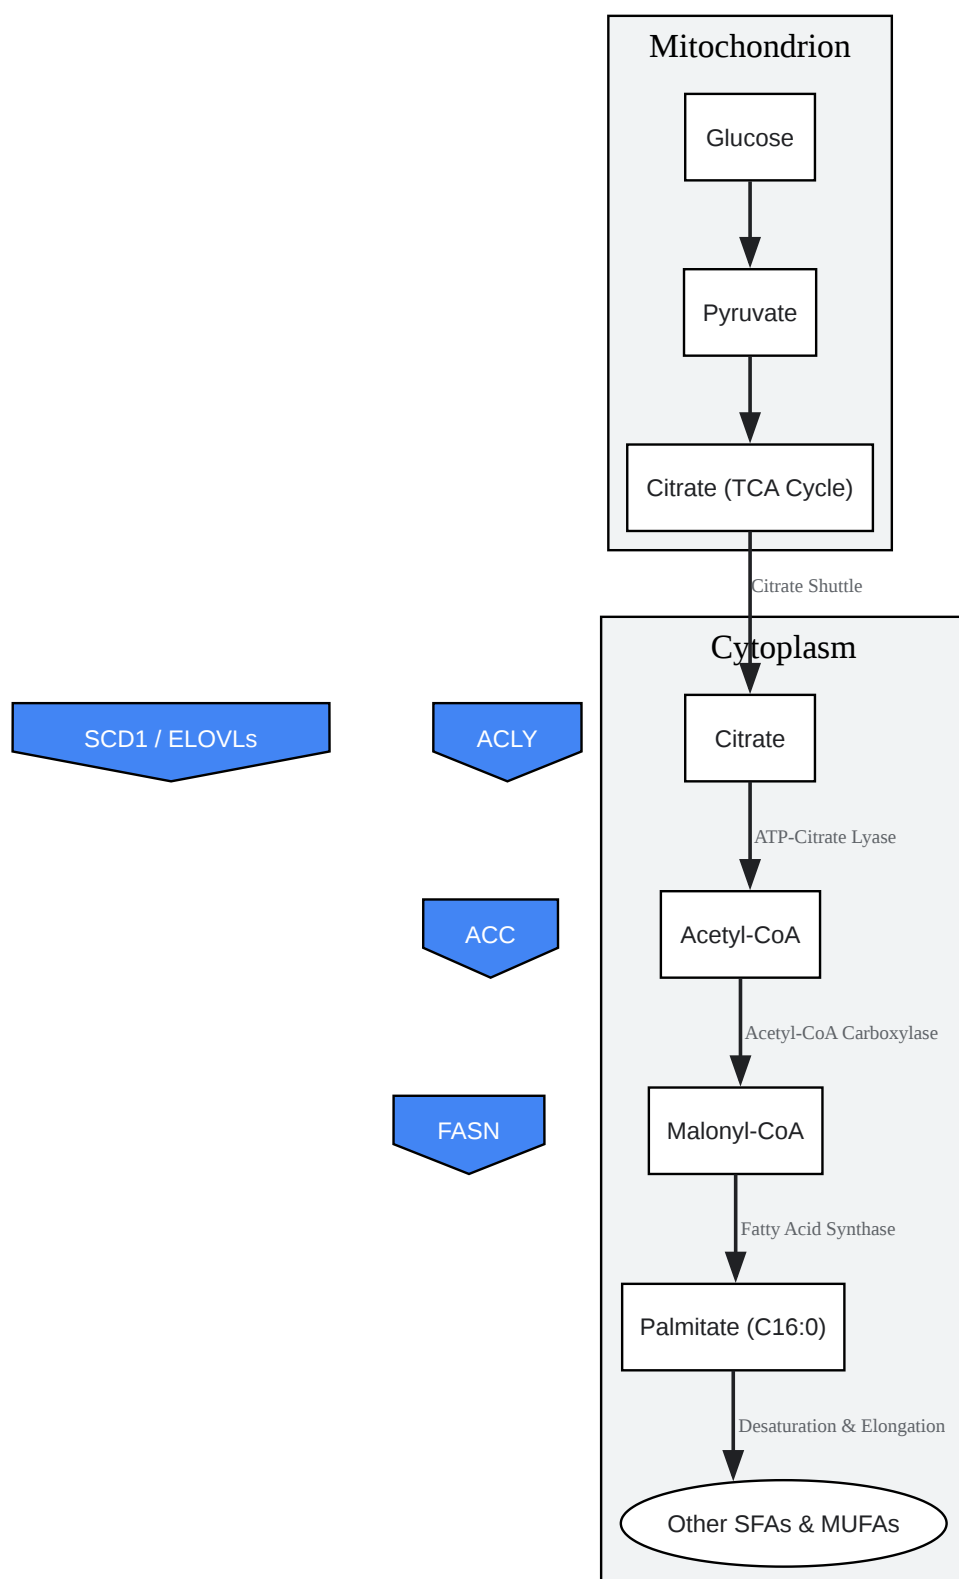 Mitochondrion
Glucose
Pyruvate
Citrate (TCA Cycle)
Citrate Shuttle
Cytoplasm
SCD1 / ELOVLs
ACLY
Citrate
ATP-Citrate Lyase
ACC
Acetyl-CoA
Acetyl-CoA Carboxylase
FASN
Malonyl-CoA
Fatty Acid Synthase
Palmitate (C16:0)
Desaturation & Elongation
Other SFAs & MUFAs